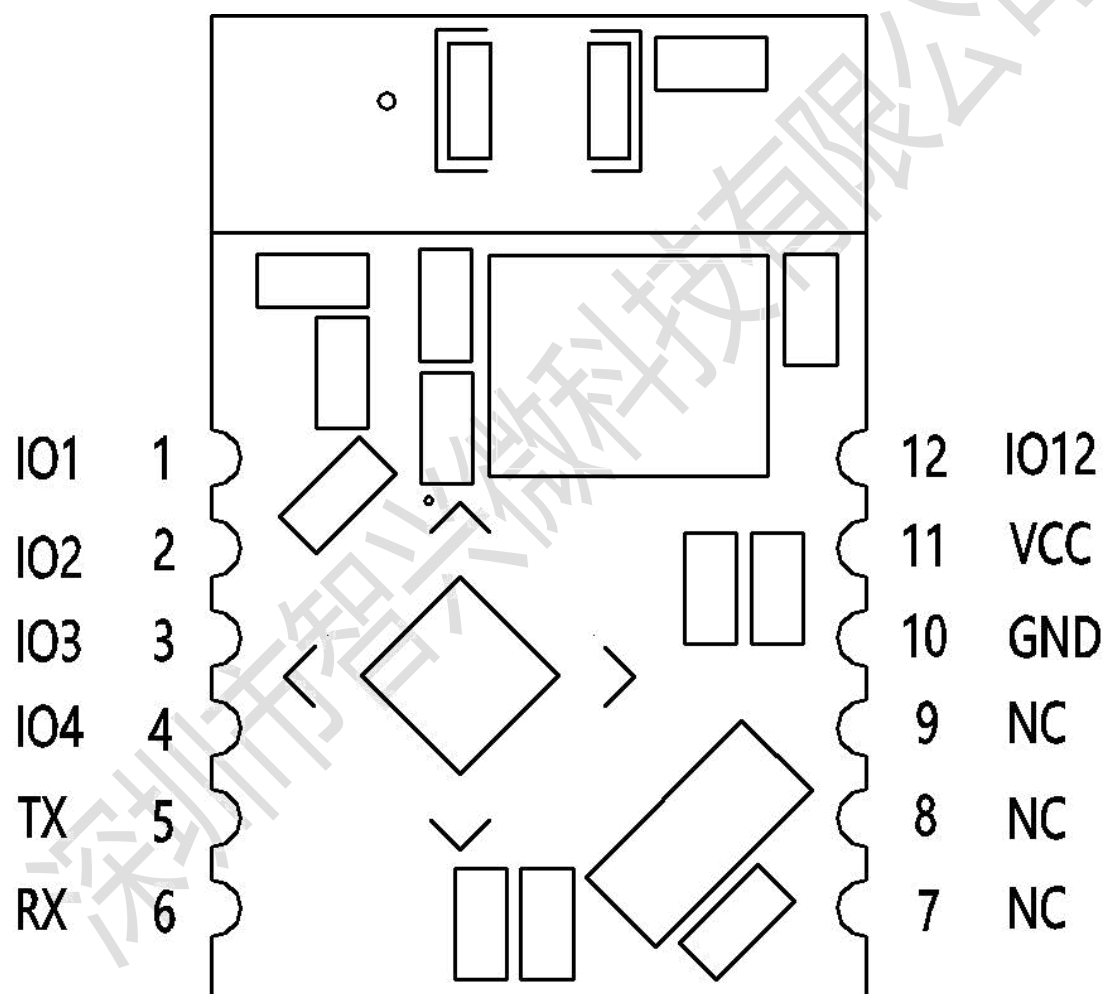 IO1 1 12 IO12
IO2 2 11 VCC
IO3 3 10 GND
IO4 4 9 NC
TX 5 8 NC
RX 6 7 NC
深圳市智兴微科技有限公司